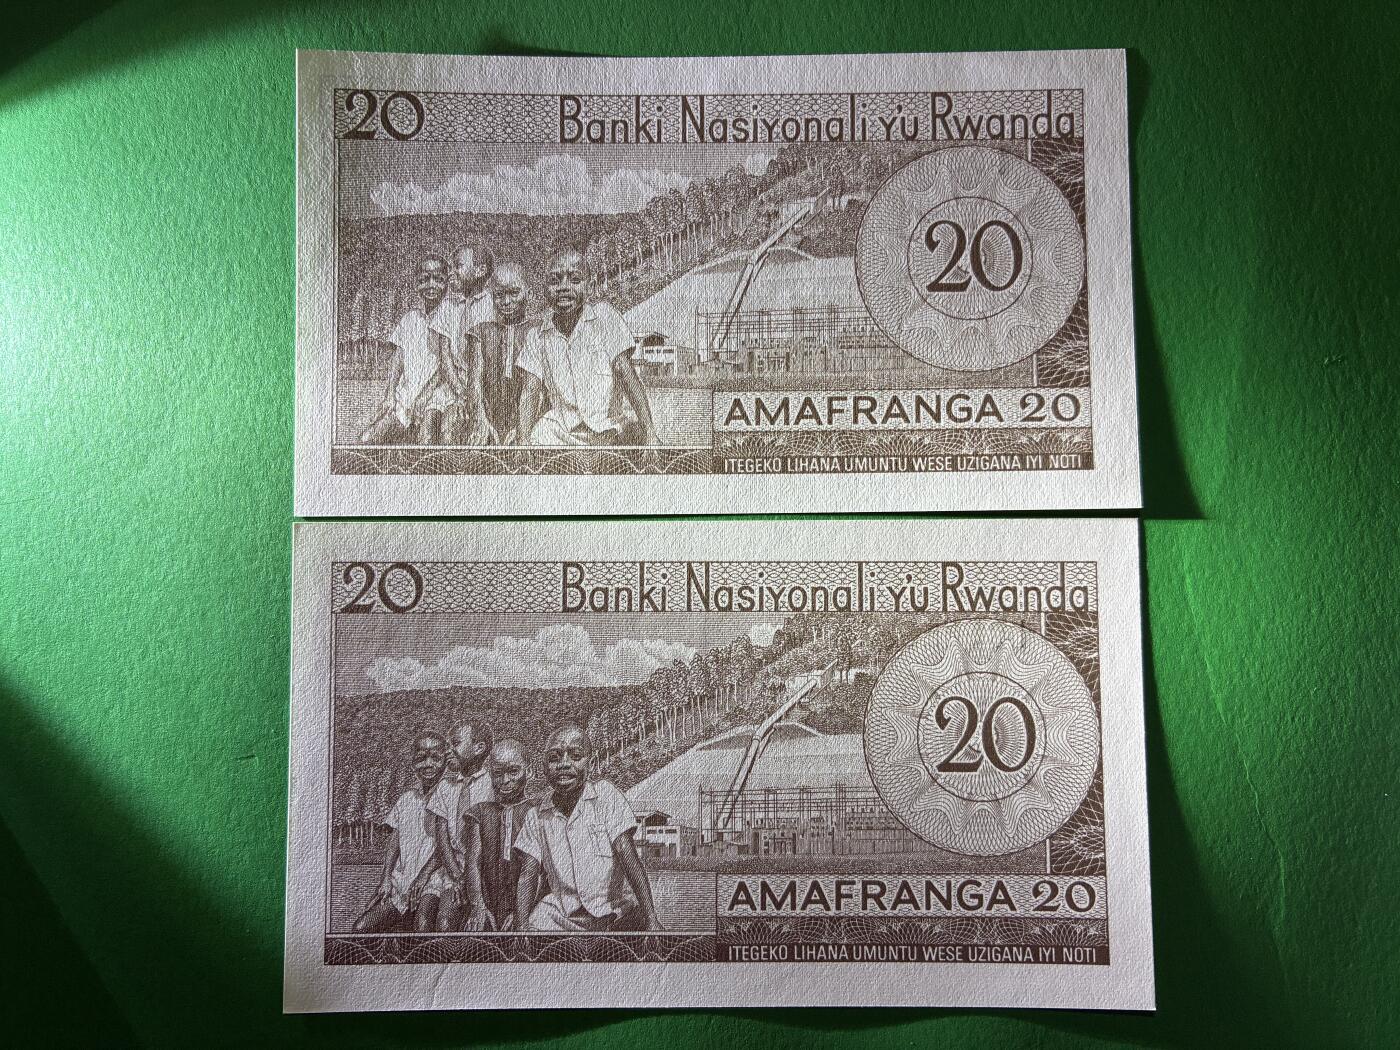 20 Banki Nasiyonali y'u Rwanda
20
AMAFRANGA 20
ITEGEKO LIHANA UMUNTU WESE UZIGANA IYI NOTI
20 Banki Nasiyonali y'u Rwanda
20
AMAFRANGA 20
ITEGEKO LIHANA UMUNTU WESE UZIGANA IYI NOTI